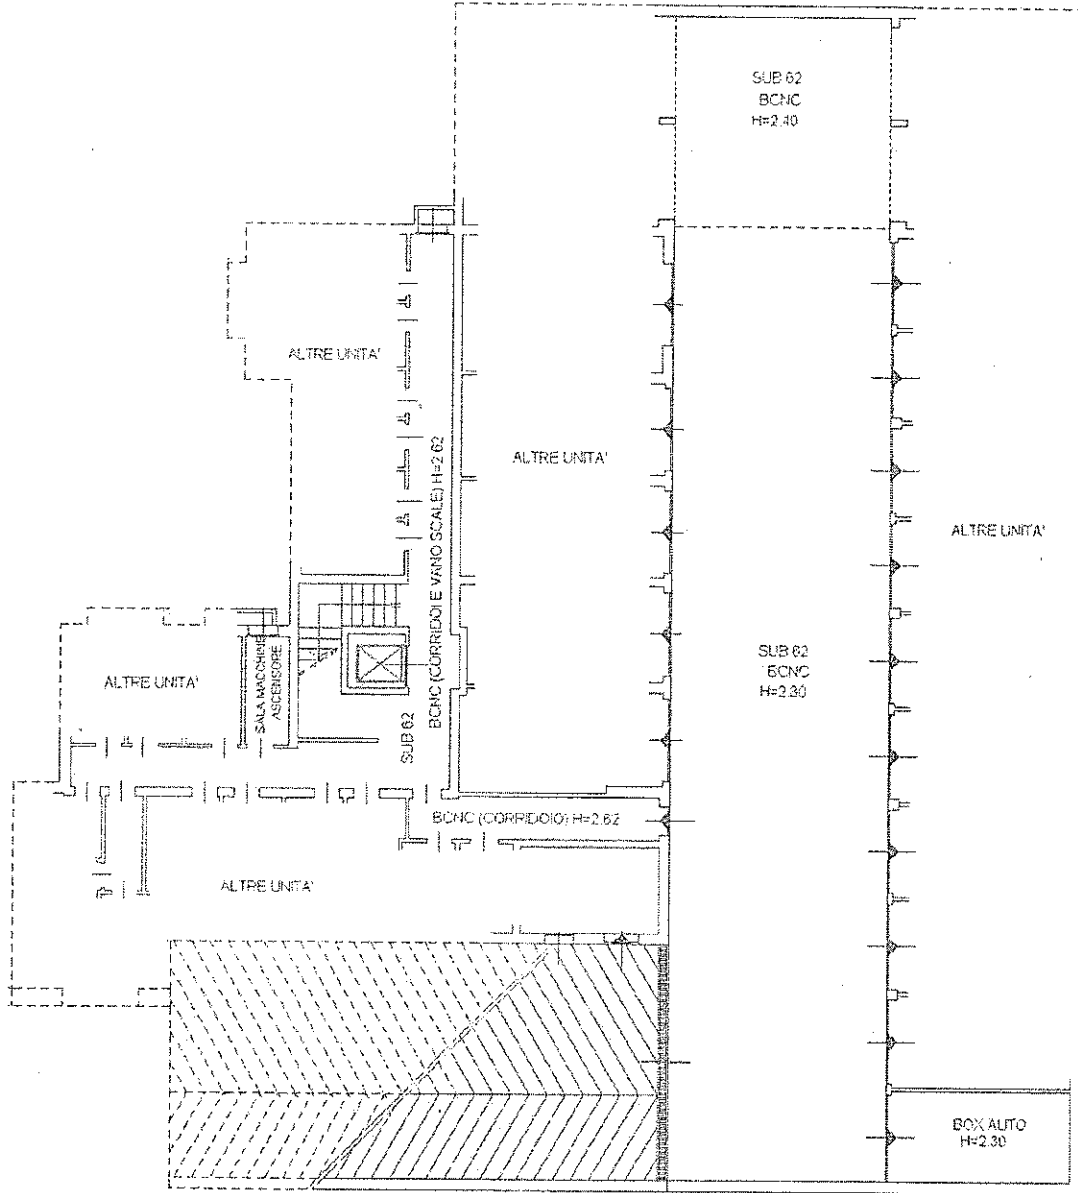 SUB 62
BCNC
H=2.40
ALTRE UNITA'
BCNC (CORRIDOI E VANO SCALE) H=2.62
ALTRE UNITA'
ALTRE UNITA'
SUB 62
BCNC
H=2.30
ALTRE UNITA'
SALA MACCHINE
ASCENSORE
SUB 62
BCNC (CORRIDOIO) H=2.62
ALTRE UNITA'
BOX AUTO
H=2.30